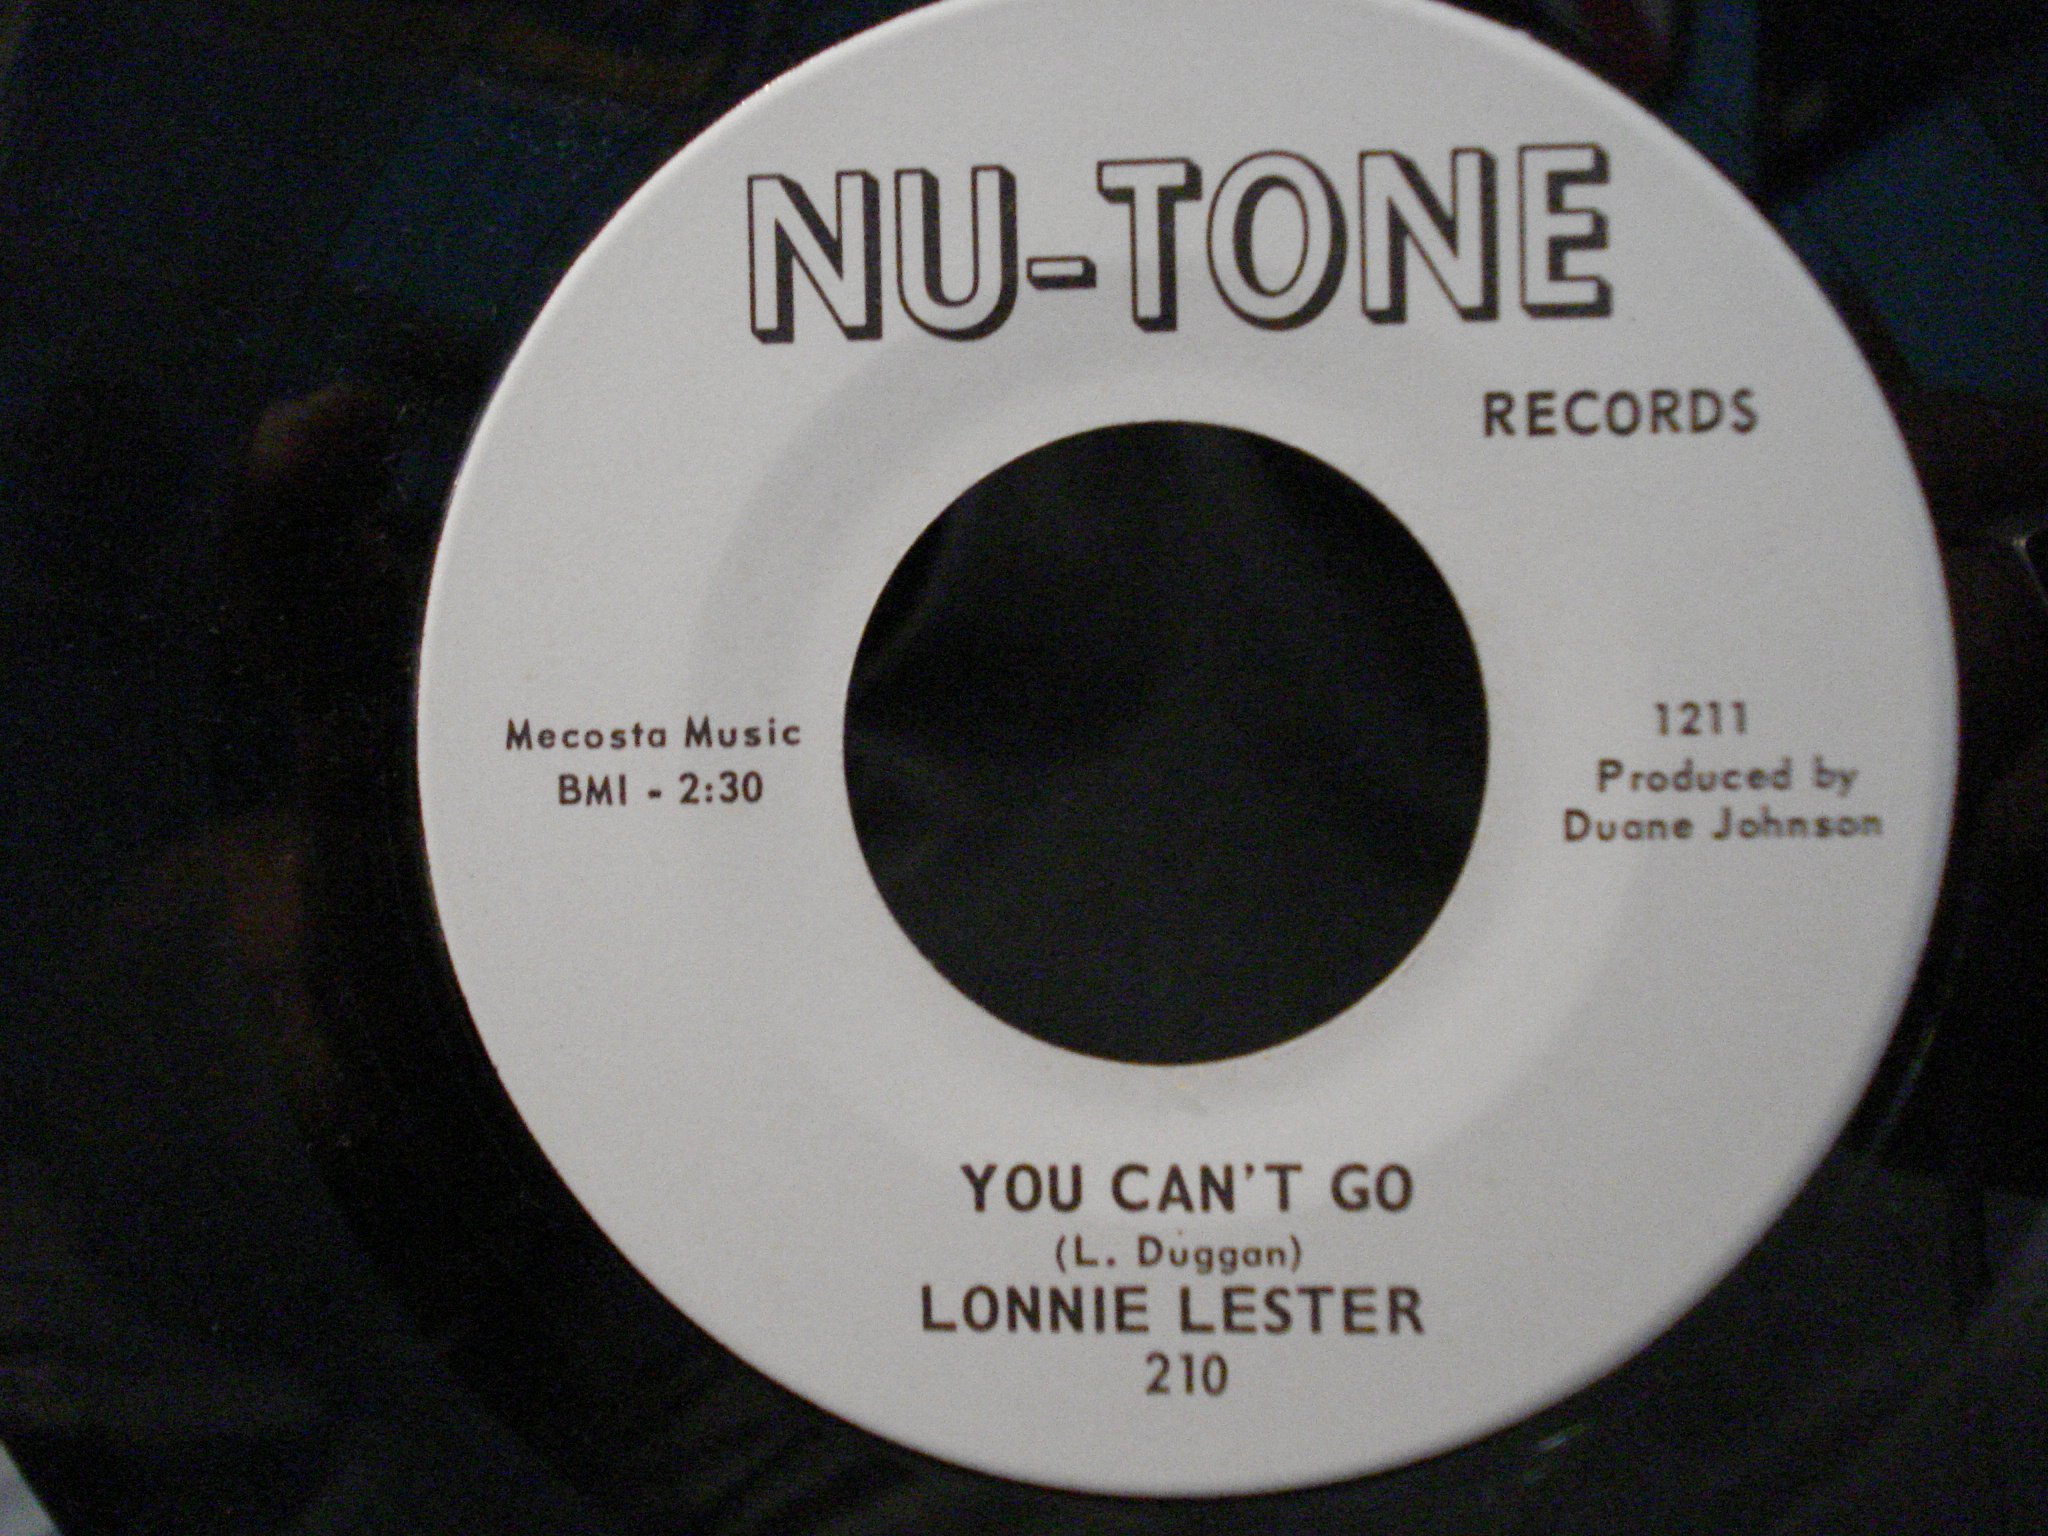 NU-TONE
RECORDS
Mecosta Music
BMI - 2:30
1211
Produced by
Duane Johnson
YOU CAN'T GO
(L. Duggan)
LONNIE LESTER
210